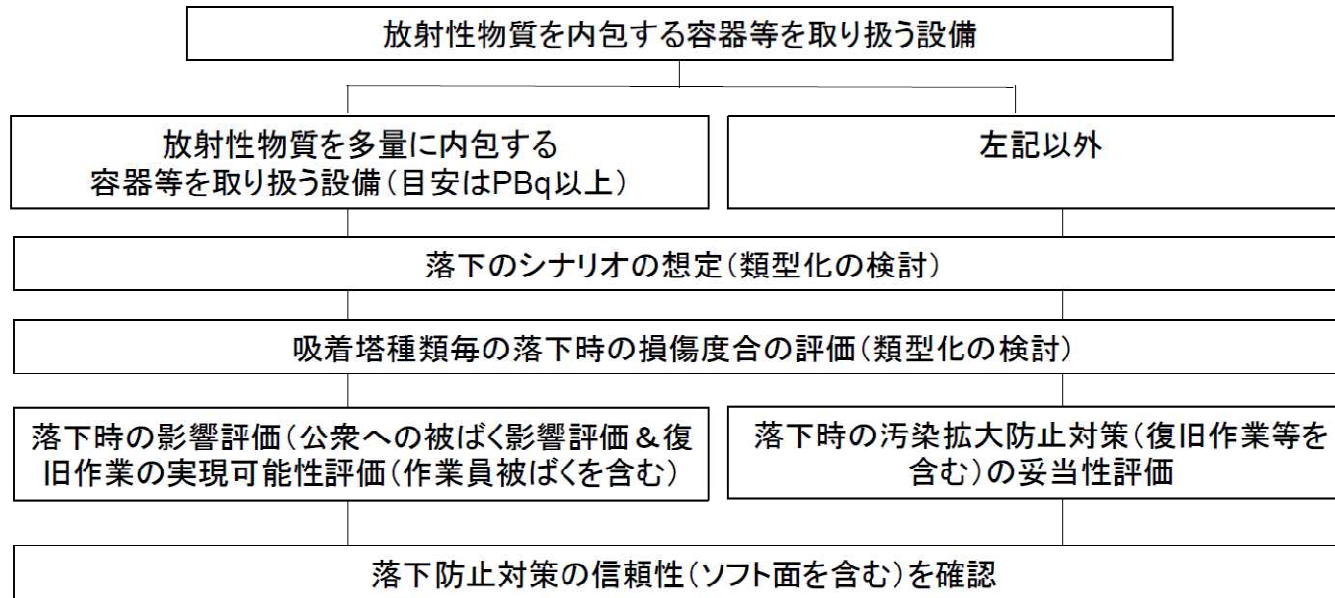 放射性物質を内包する容器等を取り扱う設備
放射性物質を多量に内包する
容器等を取り扱う設備（目安はPBq以上）
左記以外
落下のシナリオの想定（類型化の検討）
吸着塔種類毎の落下時の損傷度合の評価（類型化の検討）
落下時の影響評価（公衆への被ばく影響評価＆復
旧作業の実現可能性評価（作業員被ばくを含む）
落下時の汚染拡大防止対策（復旧作業等を
含む）の妥当性評価
落下防止対策の信頼性（ソフト面を含む）を確認